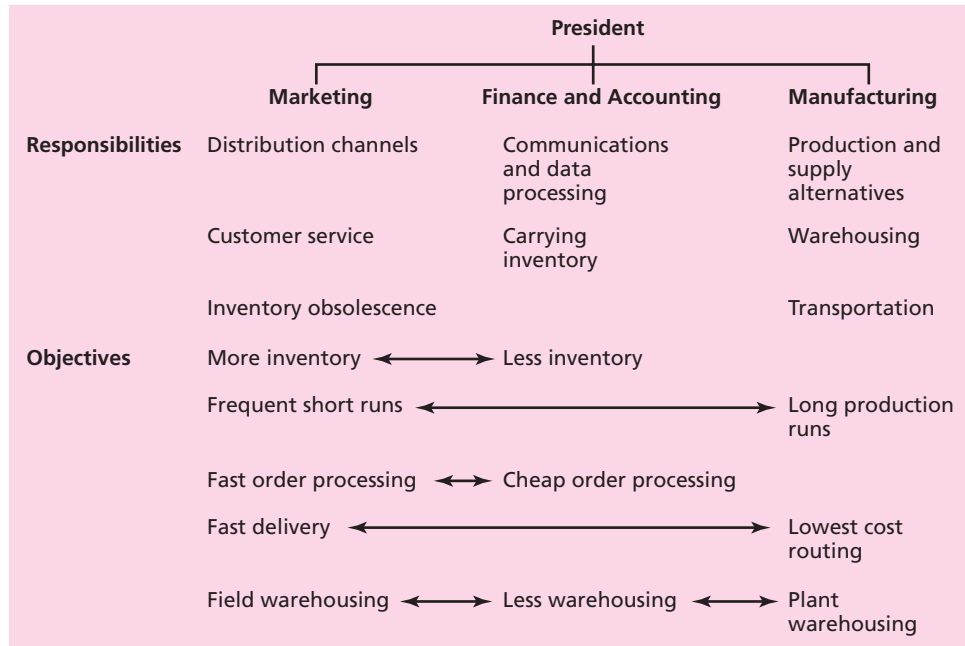 President
Marketing Finance and Accounting Manufacturing
Responsibilities Distribution channels Communications Production and
and data supply
processing alternatives
Customer service Carrying Warehousing
inventory
Inventory obsolescence Transportation
Objectives More inventory Less inventory
Frequent short runs Long production
runs
Fast order processing Cheap order processing
Fast delivery Lowest cost
routing
Field warehousing Less warehousing Plant
warehousing